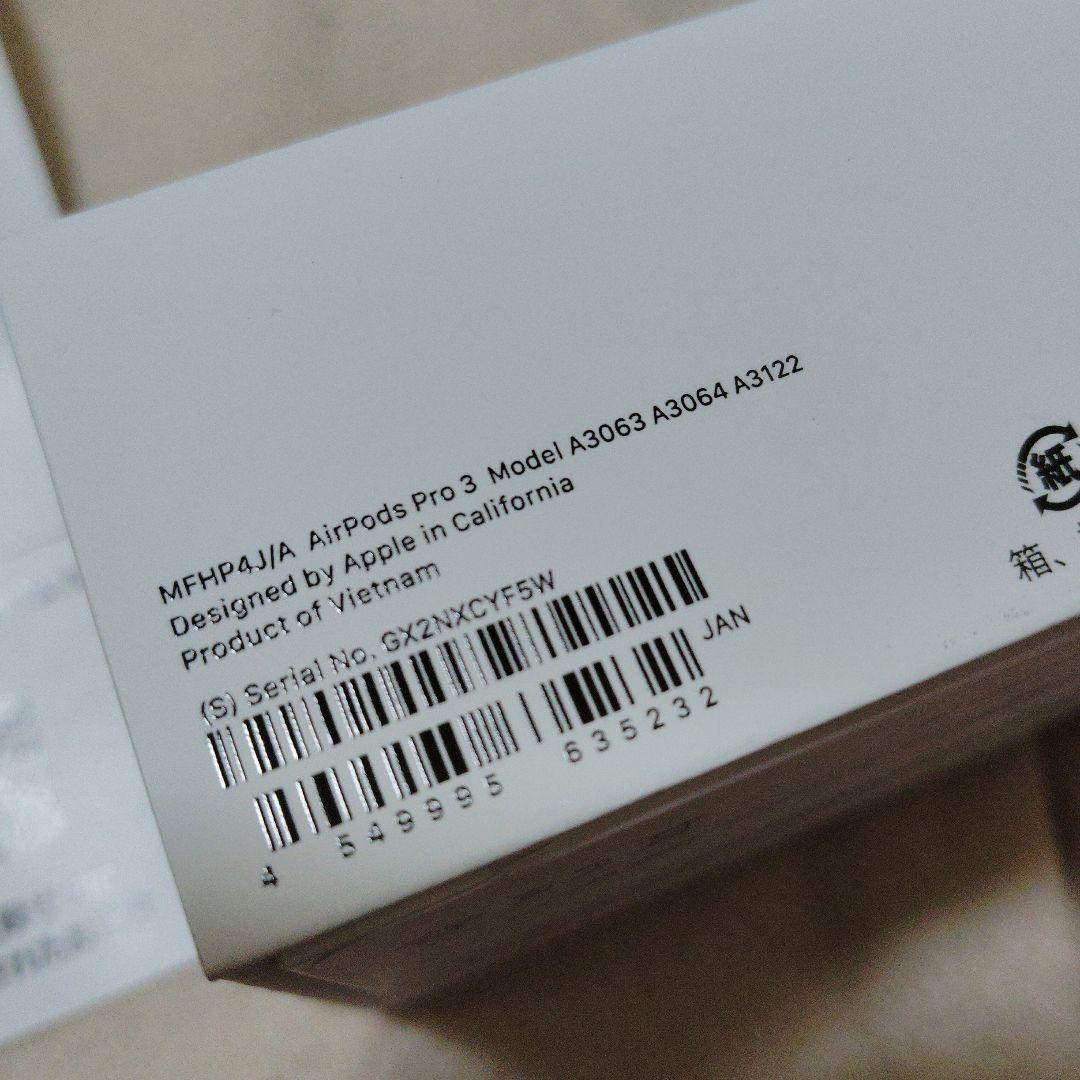 MFHP4J/A AirPods Pro 3 Model A3063 A3064 A3122
Designed by Apple in California
Product of Vietnam
(S) Serial No. GX2NXCYF5W
JAN
4 549995 635232
紙
箱、